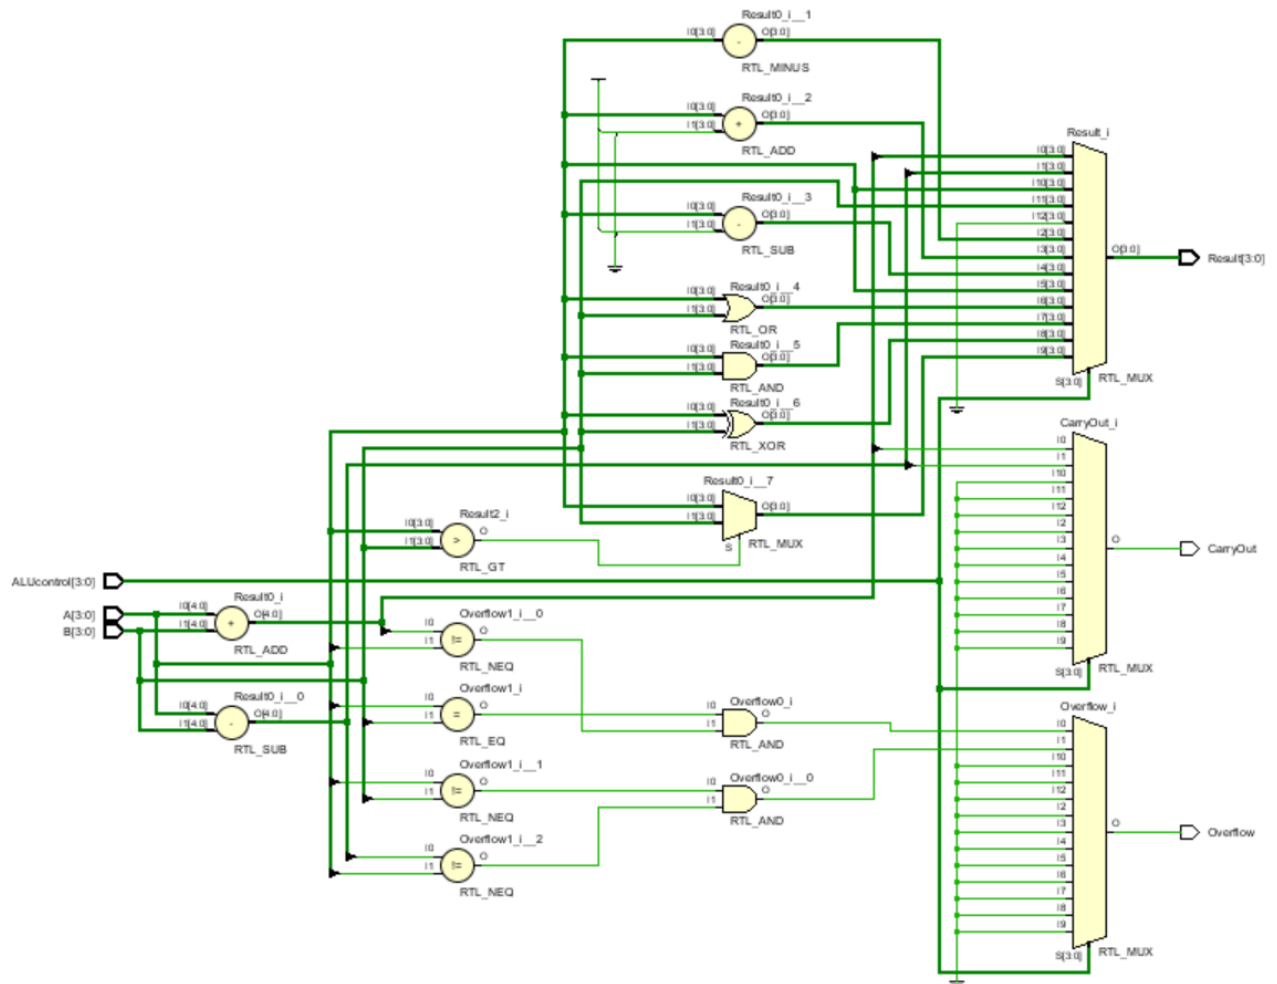 Result0_i__1
I0[3:0]
O[3:0]
RTL_MINUS
Result0_i__2
I0[3:0]
I1[3:0]
+
O[3:0]
RTL_ADD
Result0_i__3
I0[3:0]
I1[3:0]
-
O[3:0]
RTL_SUB
Result0_i__4
I0[3:0]
I1[3:0]
O[3:0]
RTL_OR
Result0_i__5
I0[3:0]
I1[3:0]
O[3:0]
RTL_AND
Result0_i__6
I0[3:0]
I1[3:0]
O[3:0]
RTL_XOR
Result0_i__7
I0[3:0]
I1[3:0]
O[3:0]
S
RTL_MUX
Result_i
I0[3:0]
I1[3:0]
I10[3:0]
I11[3:0]
I12[3:0]
I2[3:0]
I3[3:0]
I4[3:0]
I5[3:0]
I6[3:0]
I7[3:0]
I8[3:0]
I9[3:0]
S[3:0]
RTL_MUX
O[3:0]
Result[3:0]
CarryOut_i
I0
I1
I10
I11
I12
I2
I3
I4
I5
I6
I7
I8
I9
S[3:0]
RTL_MUX
O
CarryOut
Result2_i
I0[3:0]
I1[3:0]
>
O
RTL_GT
ALUcontrol[3:0]
A[3:0]
B[3:0]
Result0_i
I0[4:0]
I1[4:0]
+
O[4:0]
RTL_ADD
Result0_i__0
I0[4:0]
I1[4:0]
-
O[4:0]
RTL_SUB
Overflow1_i__0
I0
I1
!=
O
RTL_NEQ
Overflow1_i
I0
I1
=
O
RTL_EQ
Overflow1_i__1
I0
I1
!=
O
RTL_NEQ
Overflow1_i__2
I0
I1
!=
O
RTL_NEQ
Overflow0_i
I0
I1
O
RTL_AND
Overflow0_i__0
I0
I1
O
RTL_AND
Overflow_i
I0
I1
I10
I11
I12
I2
I3
I4
I5
I6
I7
I8
I9
S[3:0]
RTL_MUX
O
Overflow